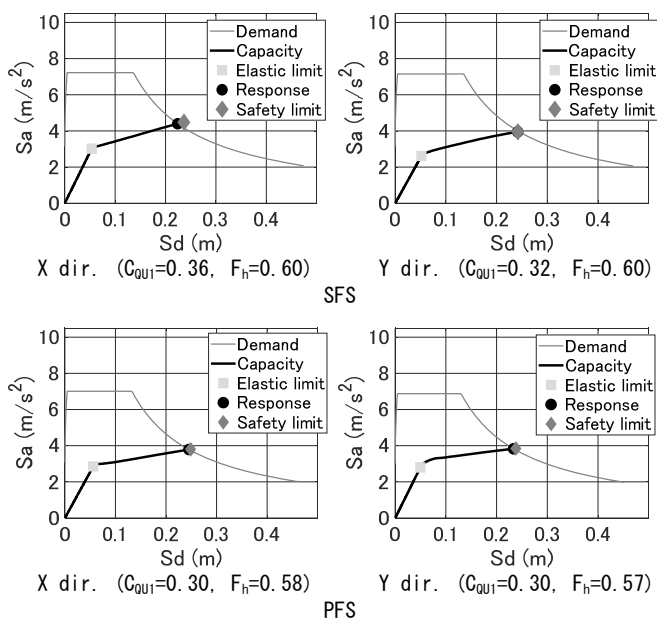 10
8
6
4
2
0
Sa (m/s²)
Demand
Capacity
Elastic limit
Response
Safety limit
0 0.1 0.2 0.3 0.4
Sd (m)
X dir. (C_QU1=0.36, F_h=0.60)
10
8
6
4
2
0
Sa (m/s²)
Demand
Capacity
Elastic limit
Response
Safety limit
0 0.1 0.2 0.3 0.4
Sd (m)
Y dir. (C_QU1=0.32, F_h=0.60)
SFS
10
8
6
4
2
0
Sa (m/s²)
Demand
Capacity
Elastic limit
Response
Safety limit
0 0.1 0.2 0.3 0.4
Sd (m)
X dir. (C_QU1=0.30, F_h=0.58)
10
8
6
4
2
0
Sa (m/s²)
Demand
Capacity
Elastic limit
Response
Safety limit
0 0.1 0.2 0.3 0.4
Sd (m)
Y dir. (C_QU1=0.30, F_h=0.57)
PFS